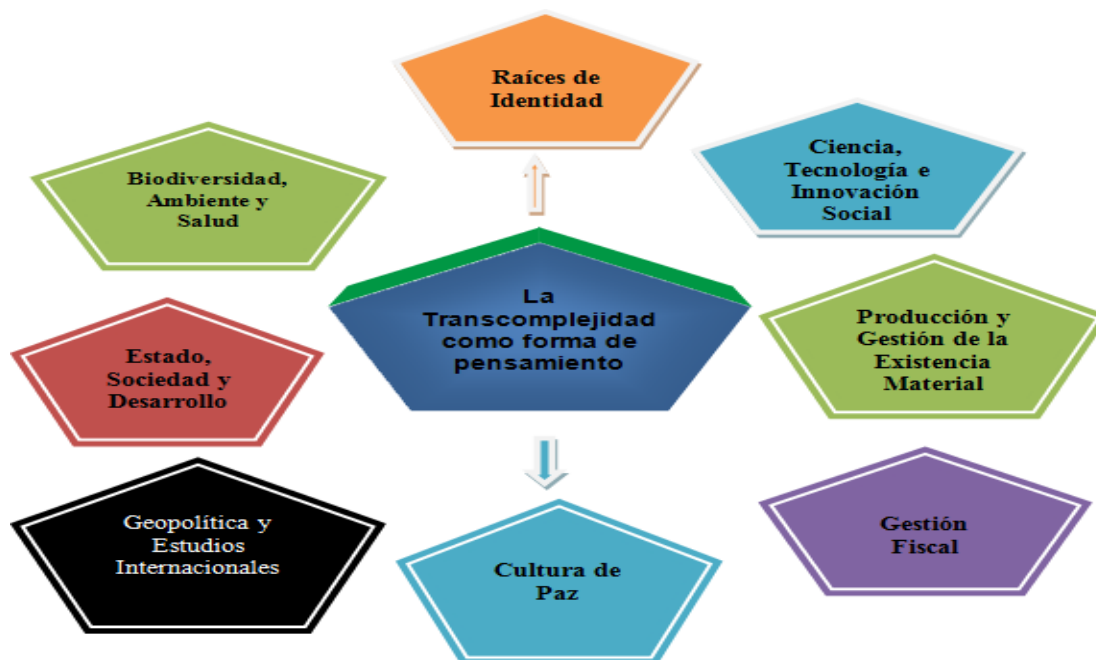 Raíces de
Identidad
Ciencia,
Tecnología e
Innovación
Social
Biodiversidad,
Ambiente y
Salud
La
Transcomplejidad
como forma de
pensamiento
Producción y
Gestión de la
Existencia
Material
Estado,
Sociedad y
Desarrollo
Geopolítica y
Estudios
Internacionales
Gestión
Fiscal
Cultura de
Paz